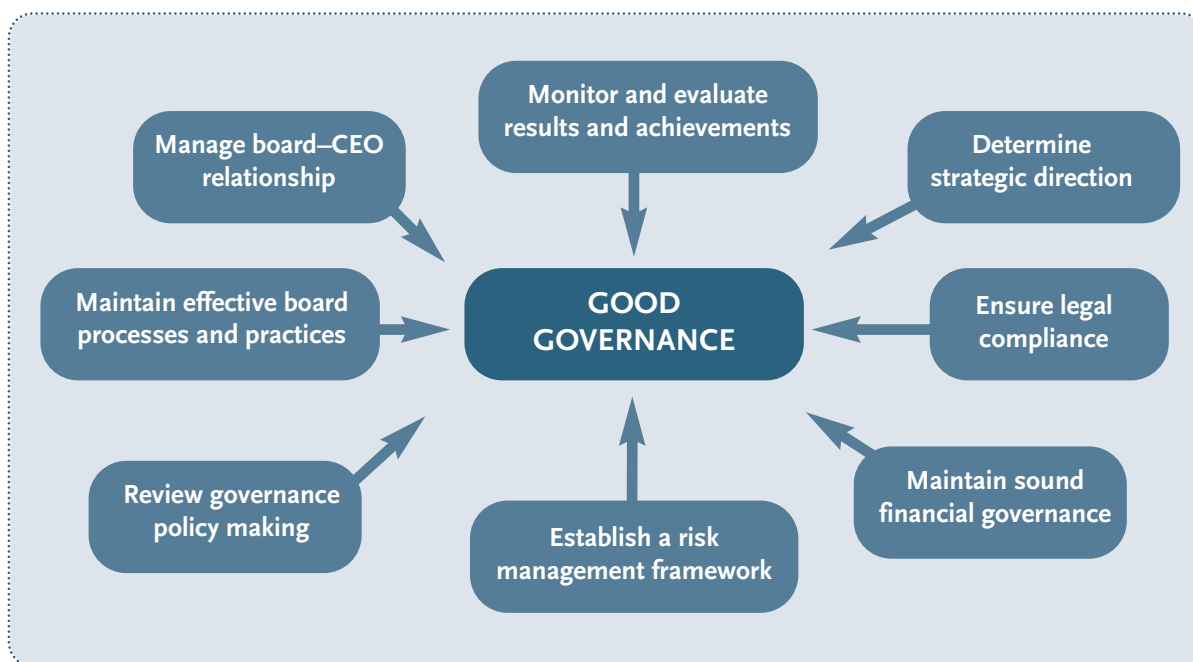 Monitor and evaluate
results and achievements
Manage board–CEO
relationship
Determine
strategic direction
Maintain effective board
processes and practices
GOOD
GOVERNANCE
Ensure legal
compliance
Review governance
policy making
Establish a risk
management framework
Maintain sound
financial governance